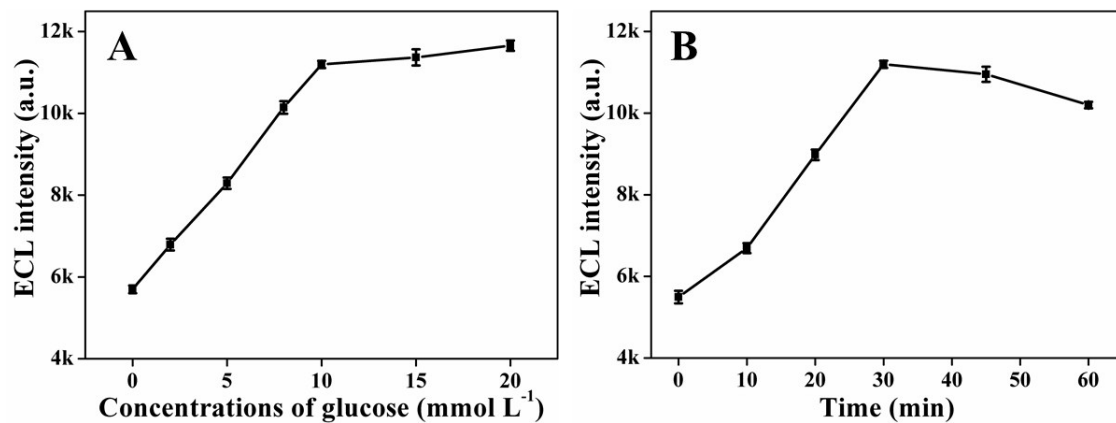 A
ECL intensity (a.u.)
12k
10k
8k
6k
4k
0 5 10 15 20
Concentrations of glucose (mmol L⁻¹)
B
ECL intensity (a.u.)
12k
10k
8k
6k
4k
0 10 20 30 40 50 60
Time (min)